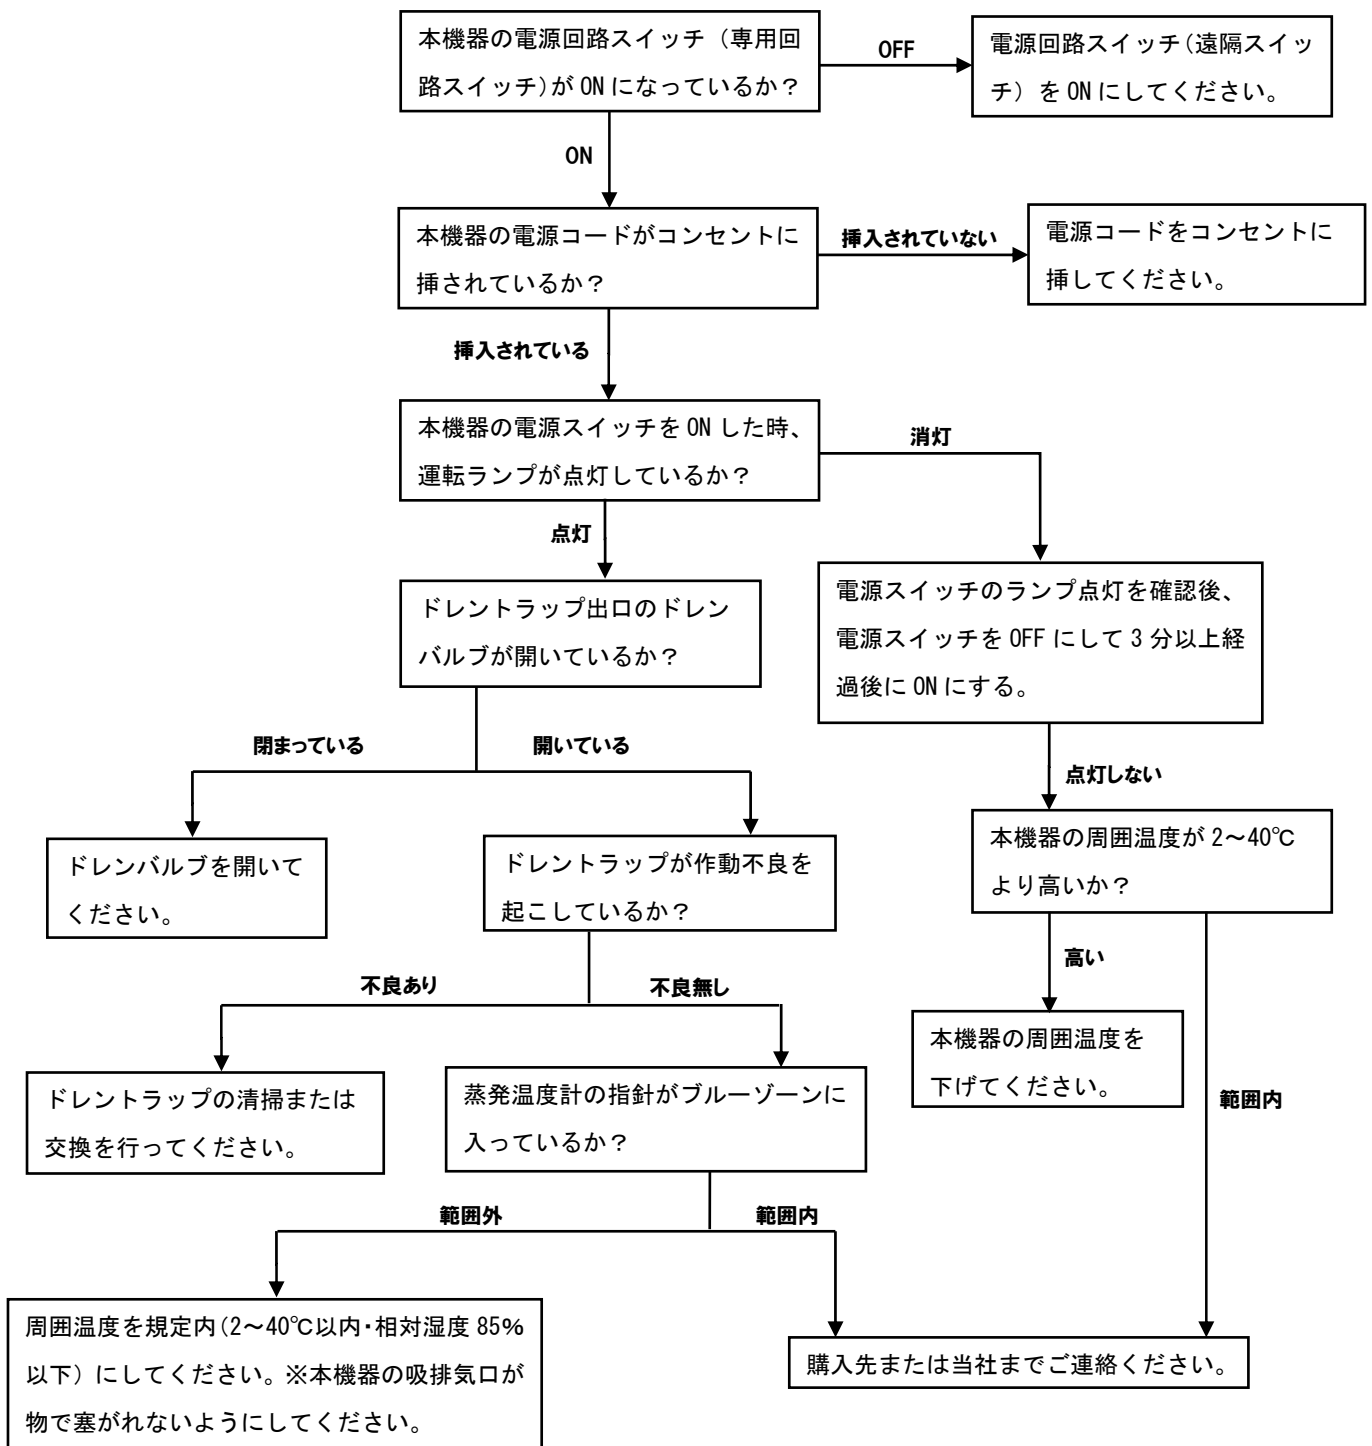 本機器の電源回路スイッチ（専用回
路スイッチ）が ON になっているか？
OFF
電源回路スイッチ（遠隔スイッ
チ）を ON にしてください。
ON
本機器の電源コードがコンセントに
挿されているか？
挿入されていない
電源コードをコンセントに
挿してください。
挿入されている
本機器の電源スイッチを ON した時、
運転ランプが点灯しているか？
消灯
点灯
ドレントラップ出口のドレン
バルブが開いているか？
電源スイッチのランプ点灯を確認後、
電源スイッチを OFF にして 3 分以上経
過後に ON にする。
閉まっている
開いている
点灯しない
ドレンバルブを開いて
ください。
ドレントラップが作動不良を
起こしているか？
本機器の周囲温度が 2～40℃
より高いか？
不良あり
不良無し
高い
範囲内
ドレントラップの清掃または
交換を行ってください。
蒸発温度計の指針がブルーゾーンに
入っているか？
本機器の周囲温度を
下げてください。
範囲外
範囲内
周囲温度を規定内（2～40℃以内・相対湿度 85%
以下）にしてください。※本機器の吸排気口が
物で塞がれないようにしてください。
購入先または当社までご連絡ください。